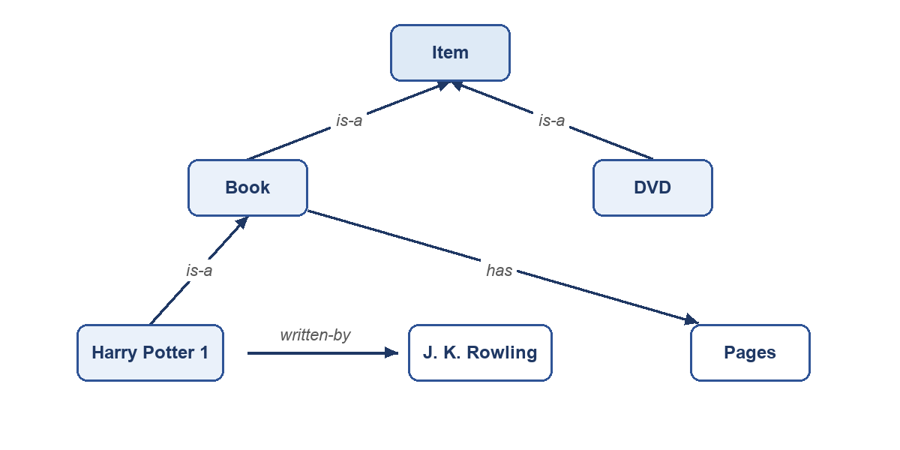 Item
is-a
is-a
Book
DVD
is-a
has
written-by
Harry Potter 1
J. K. Rowling
Pages